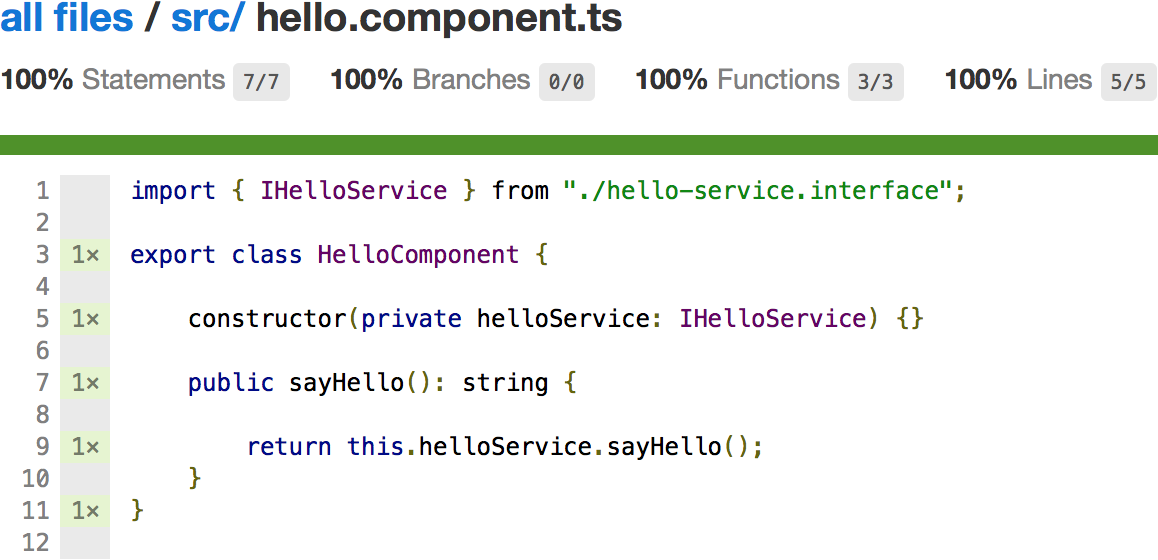 all files / src/ hello.component.ts
100% Statements 7/7 100% Branches 0/0 100% Functions 3/3 100% Lines 5/5
1 import { IHelloService } from "./hello-service.interface";
2
3 1× export class HelloComponent {
4
5 1× constructor(private helloService: IHelloService) {}
6
7 1× public sayHello(): string {
8
9 1× return this.helloService.sayHello();
10 }
11 1× }
12